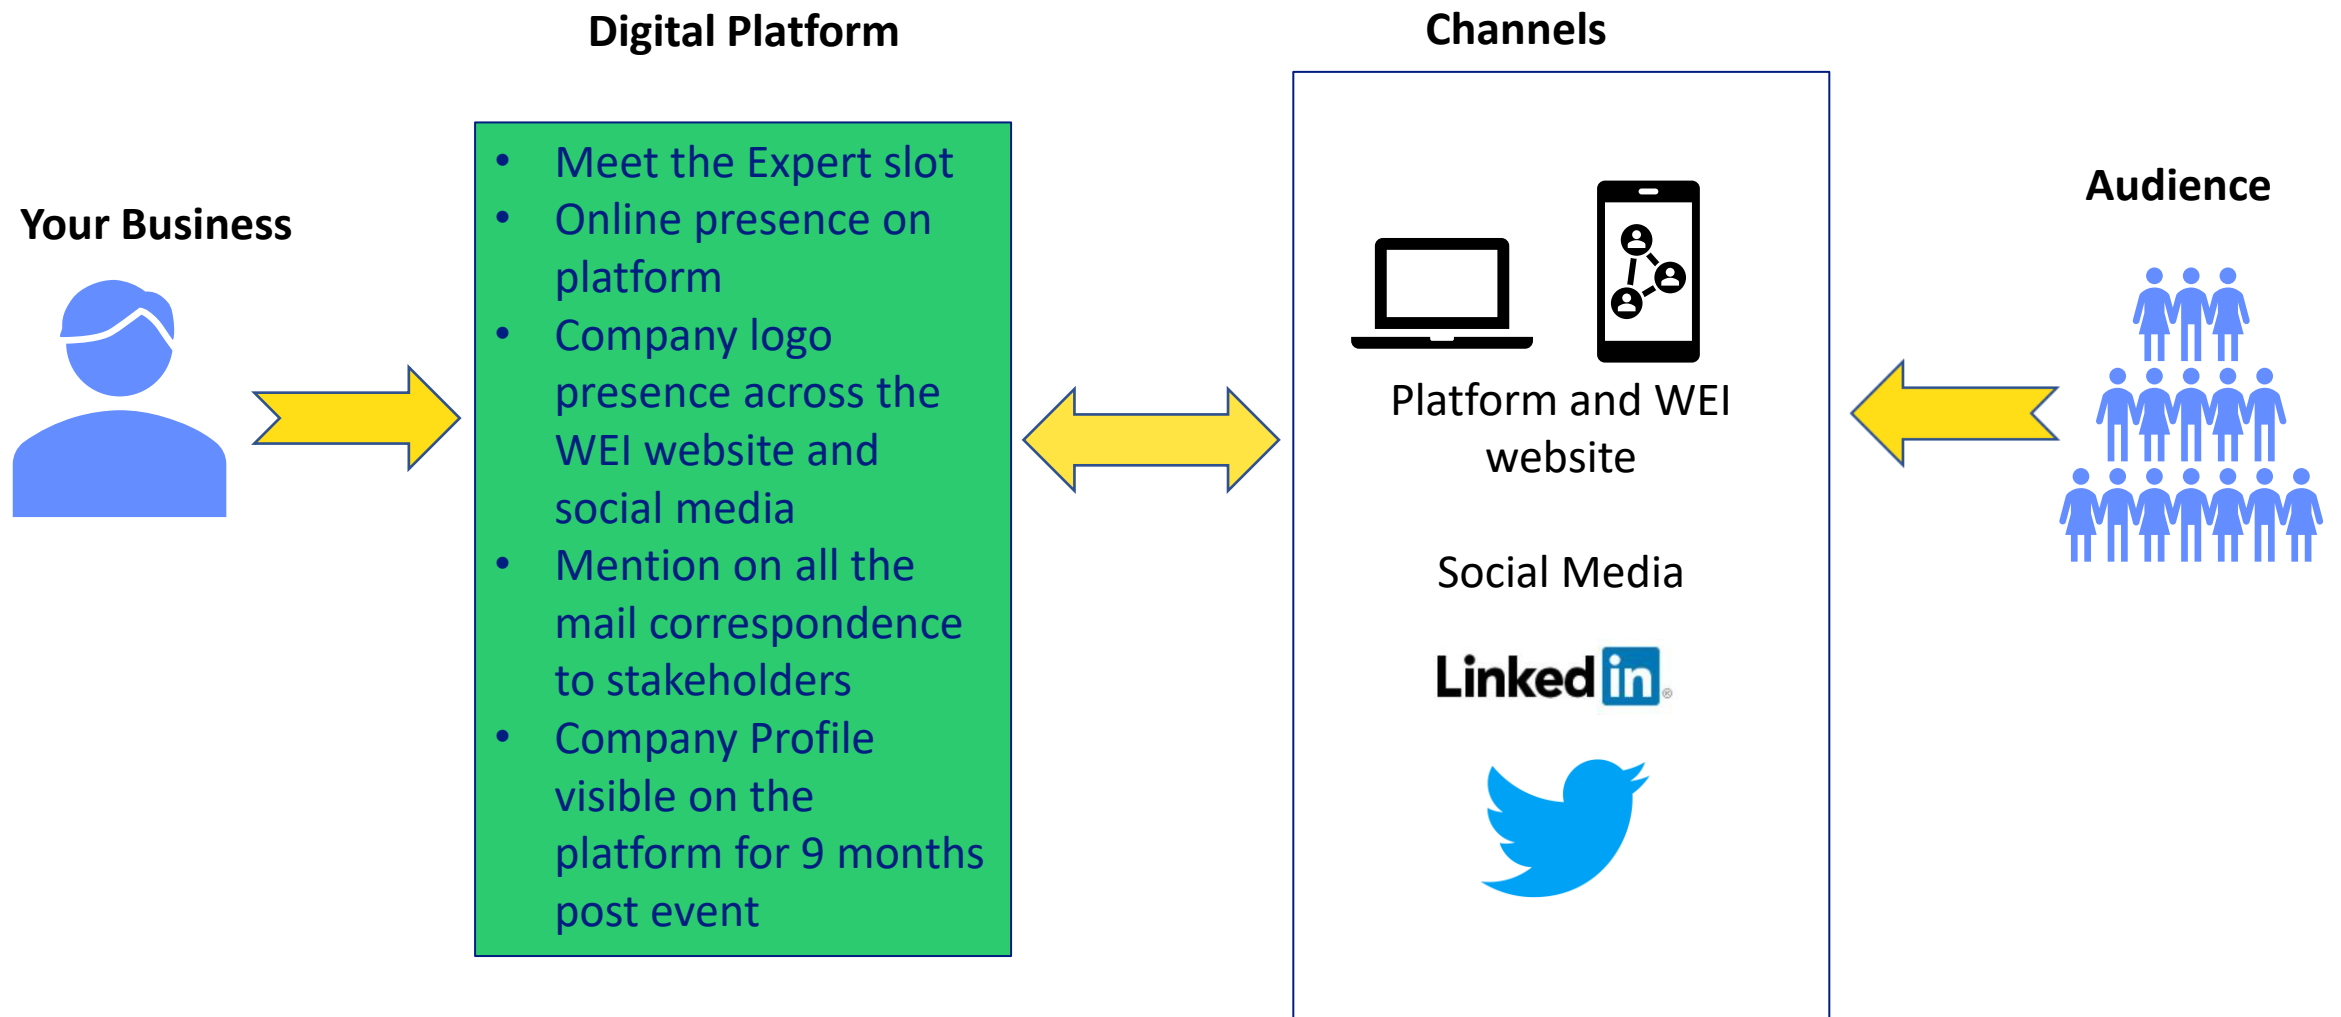 Digital Platform
Channels
Your Business
Audience
• Meet the Expert slot
• Online presence on
platform
• Company logo
presence across the
WEI website and
social media
• Mention on all the
mail correspondence
to stakeholders
• Company Profile
visible on the
platform for 9 months
post event
Platform and WEI
website
Social Media
Linked in ®